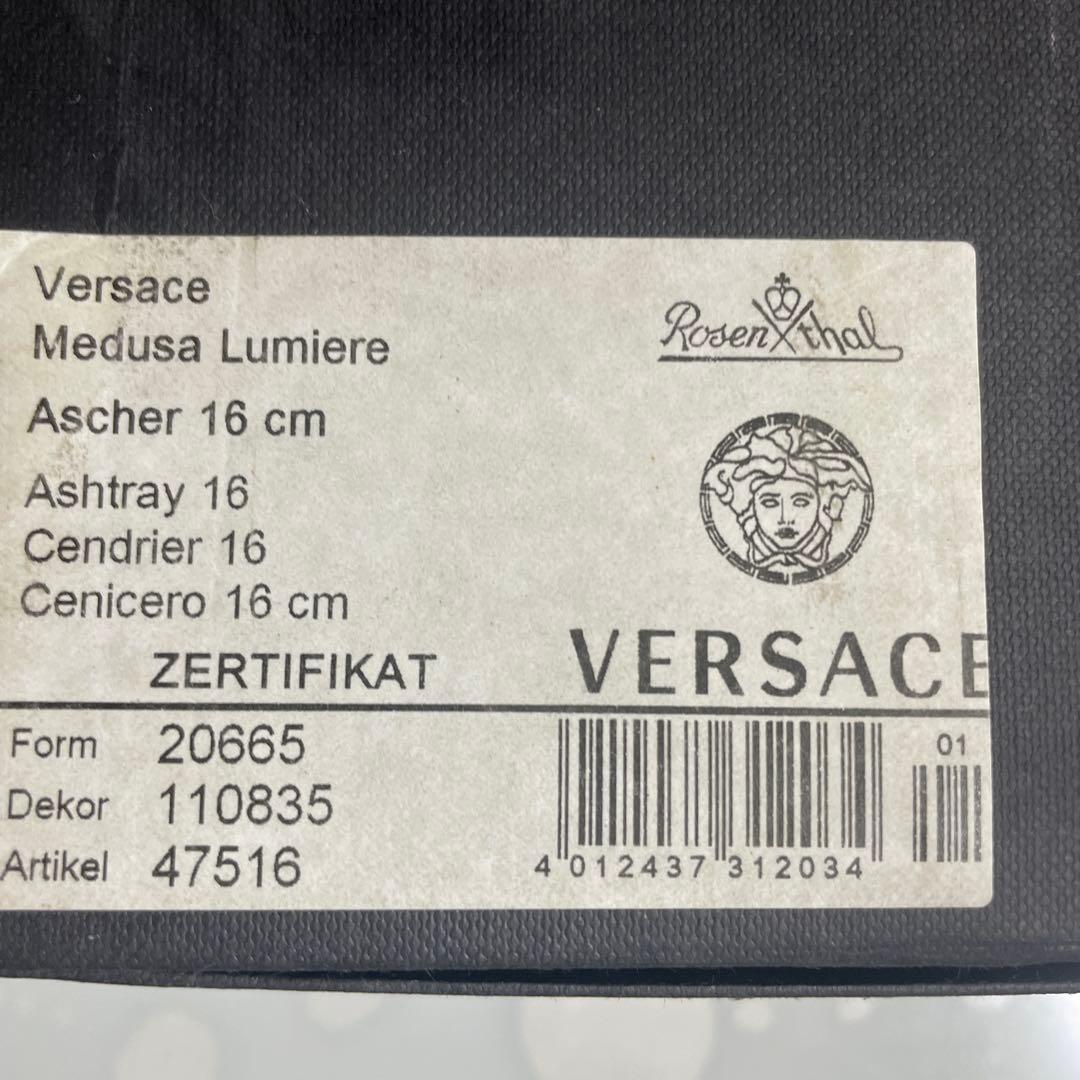 Versace
Medusa Lumiere
Ascher 16 cm
Ashtray 16
Cendrier 16
Cenicero 16 cm
ZERTIFIKAT
Rosenthal
VERSACE
Form 20665
Dekor 110835
Artikel 47516
01
4 012437 312034